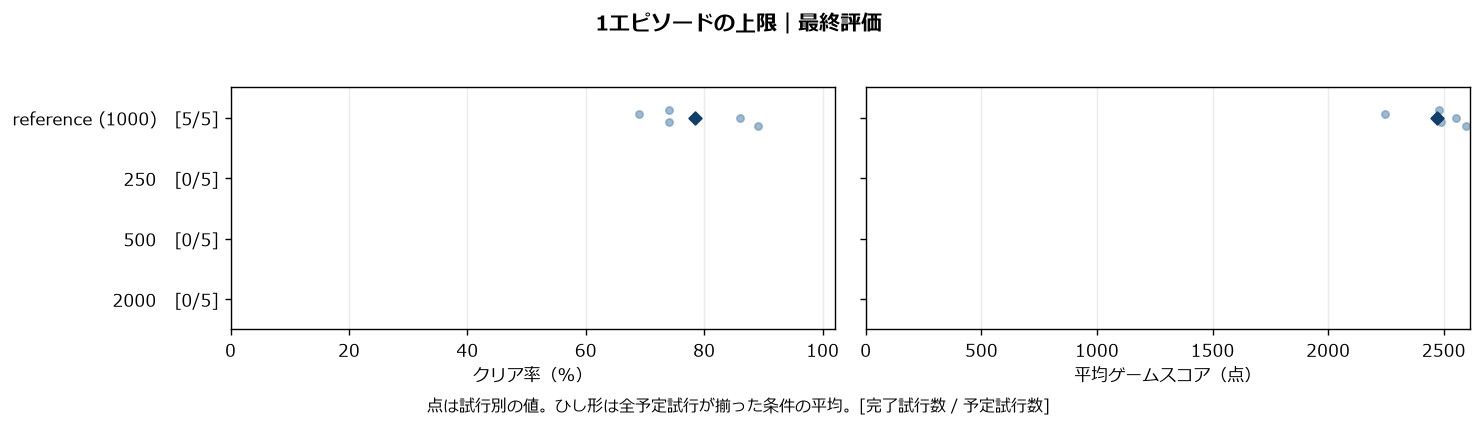 1エピソードの上限｜最終評価
reference (1000) [5/5]
250 [0/5]
500 [0/5]
2000 [0/5]
0 20 40 60 80 100
クリア率（%）
0 500 1000 1500 2000 2500
平均ゲームスコア（点）
点は試行別の値。ひし形は全予定試行が揃った条件の平均。[完了試行数 / 予定試行数]